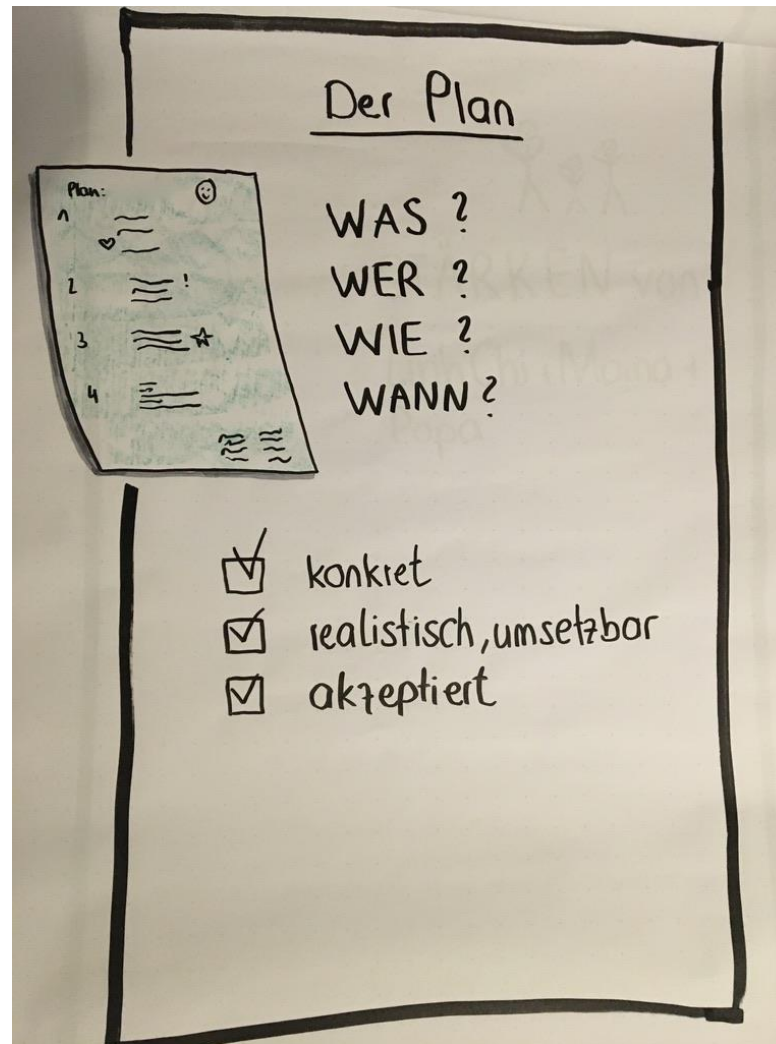 Der Plan
Plan:
1
2
!
3
4
WAS ?
WER ?
WIE ?
WANN ?
konkret
realistisch, umsetzbar
akzeptiert